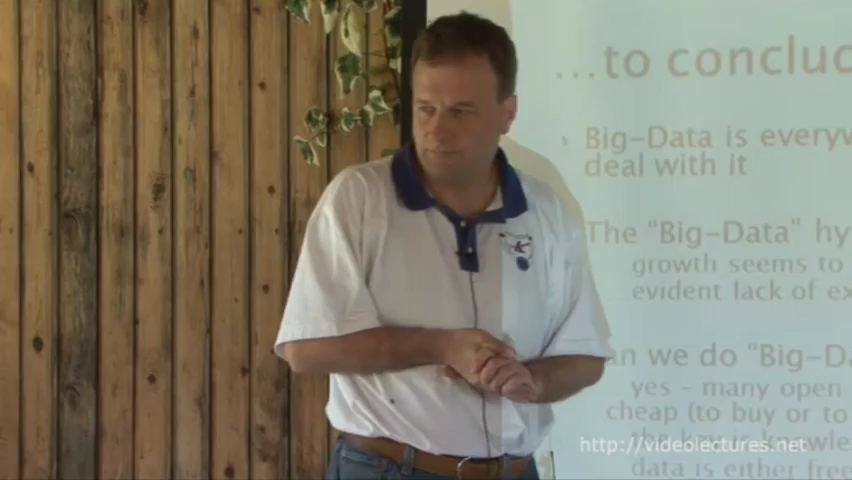 ...to conclud
Big-Data is everyw
deal with it
The "Big-Data" hy
growth seems to
evident lack of ex
an we do "Big-Da
yes - many open
cheap (to buy or to
http://videolectures.net
data is either free